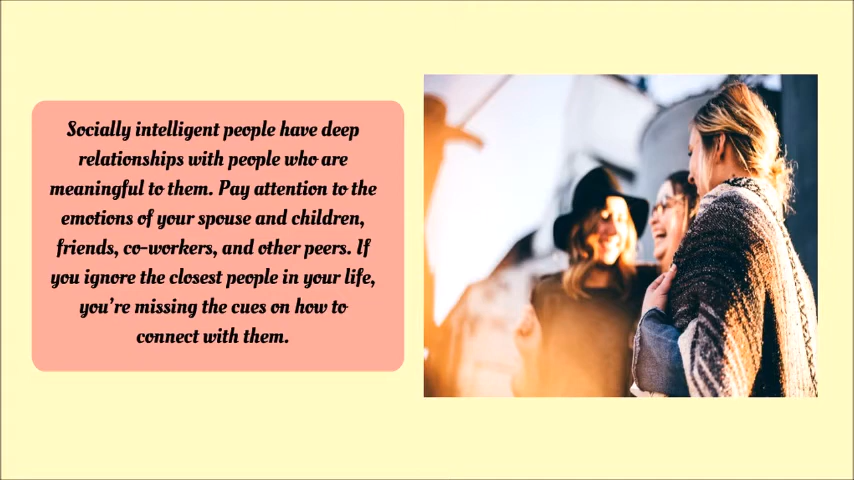 Socially intelligent people have deep
relationships with people who are
meaningful to them. Pay attention to the
emotions of your spouse and children,
friends, co-workers, and other peers. If
you ignore the closest people in your life,
you're missing the cues on how to
connect with them.